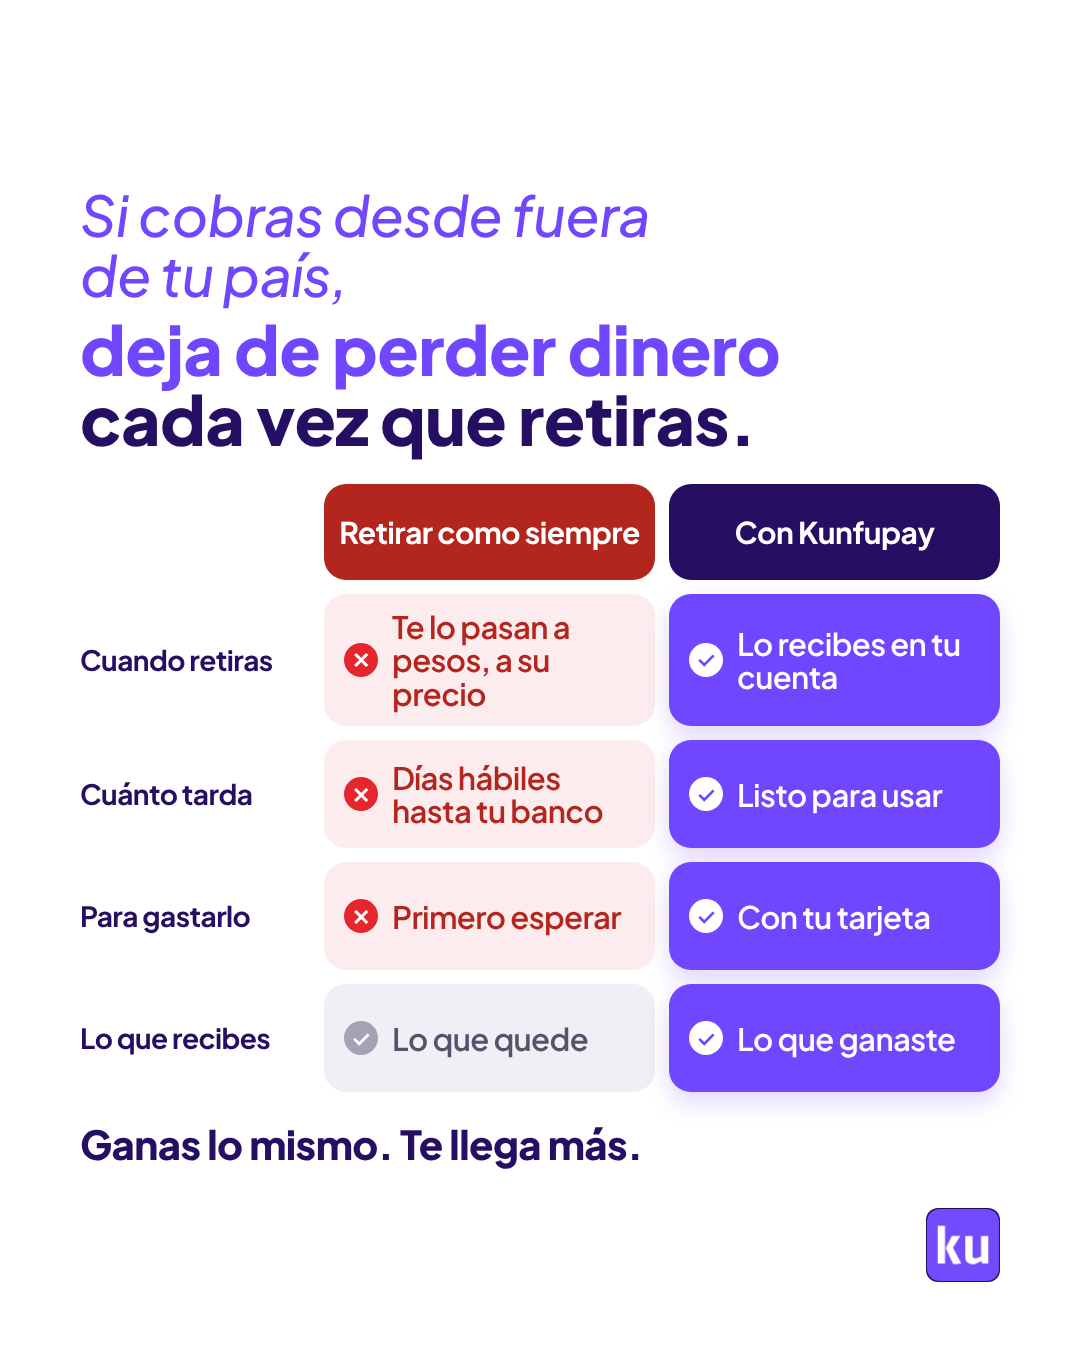 Si cobras desde fuera
de tu país,
deja de perder dinero
cada vez que retiras.
Retirar como siempre
Con Kunfupay
Cuando retiras
Te lo pasan a
pesos, a su
precio
Lo recibes en tu
cuenta
Cuánto tarda
Días hábiles
hasta tu banco
Listo para usar
Para gastarlo
Primero esperar
Con tu tarjeta
Lo que recibes
Lo que quede
Lo que ganaste
Ganas lo mismo. Te llega más.
ku